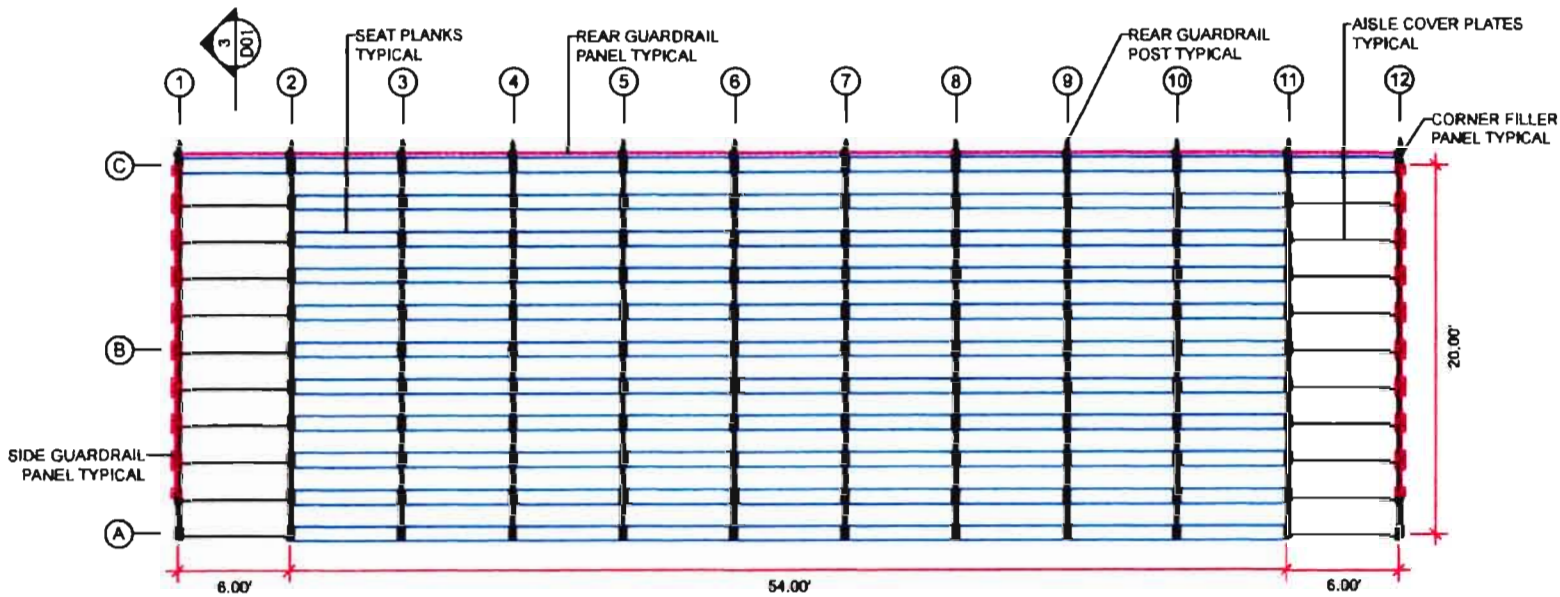 3
D01
SEAT PLANKS
TYPICAL
REAR GUARDRAIL
PANEL TYPICAL
REAR GUARDRAIL
POST TYPICAL
AISLE COVER PLATES
TYPICAL
1 2 3 4 5 6 7 8 9 10 11 12
CORNER FILLER
PANEL TYPICAL
C
B
20.00'
SIDE GUARDRAIL
PANEL TYPICAL
A
6.00' 54.00' 6.00'